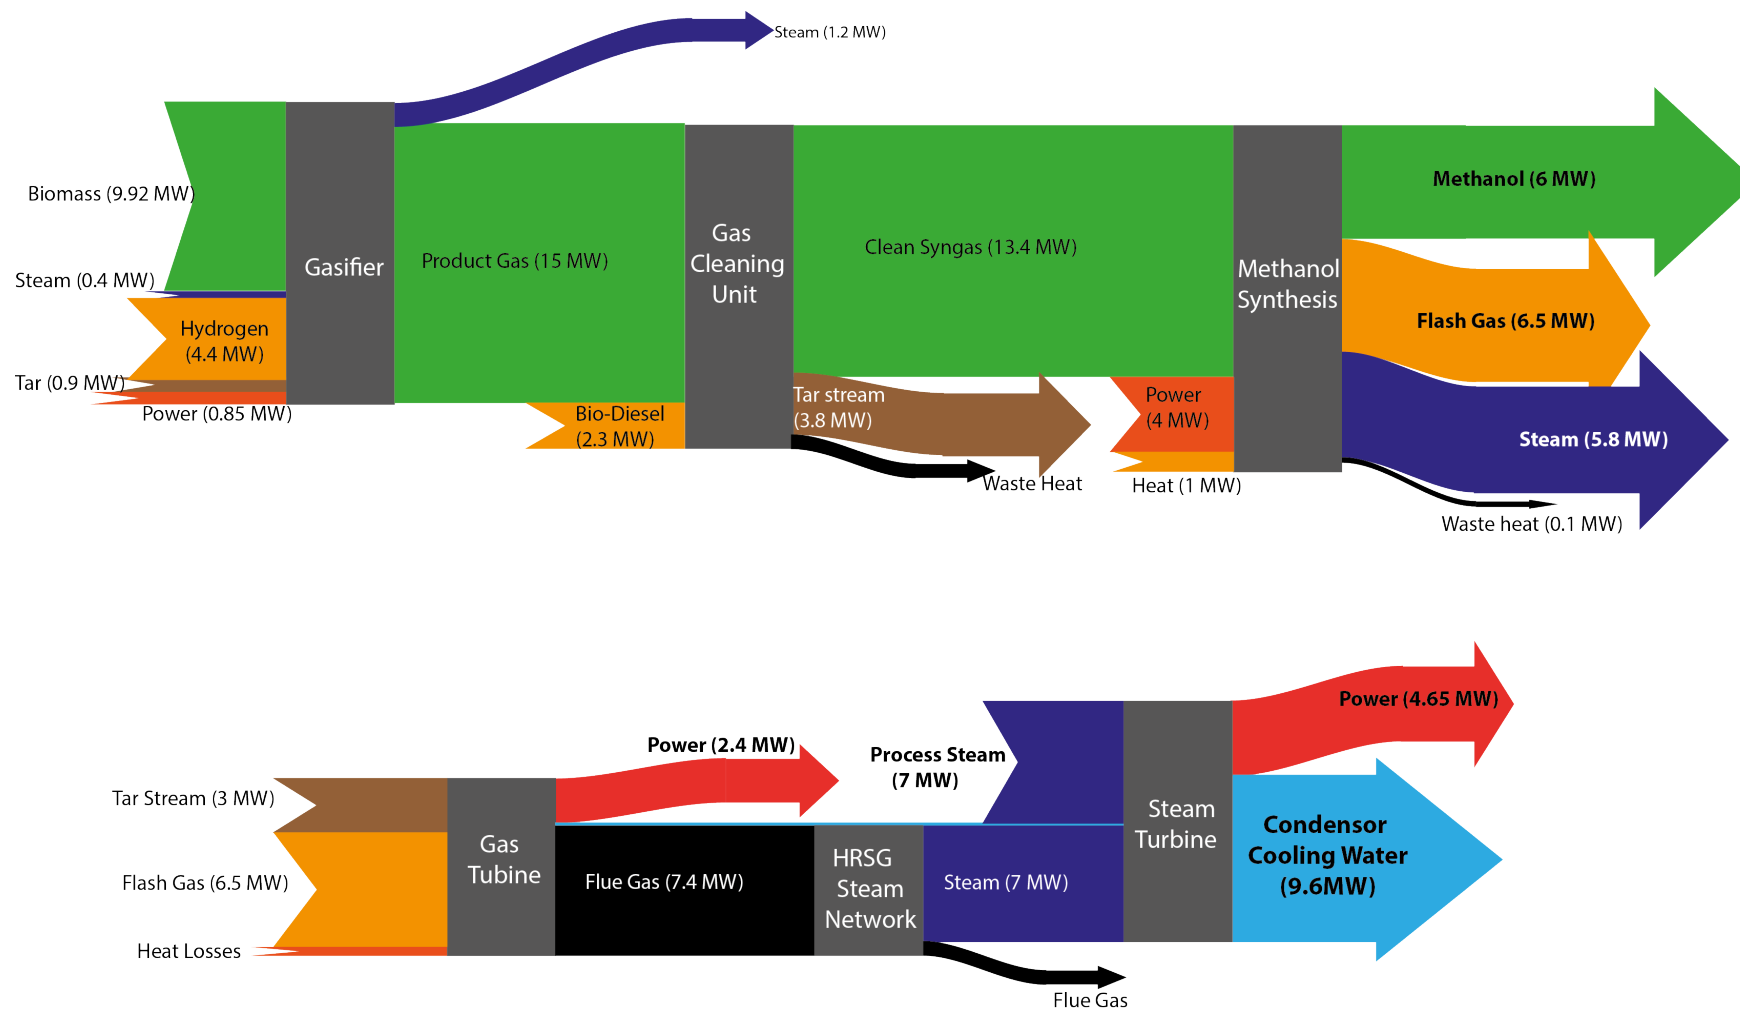 Steam (1.2 MW)
Biomass (9.92 MW)
Steam (0.4 MW)
Hydrogen
(4.4 MW)
Tar (0.9 MW)
Power (0.85 MW)
Gasifier
Product Gas (15 MW)
Bio-Diesel
(2.3 MW)
Gas
Cleaning
Unit
Clean Syngas (13.4 MW)
Tar stream
(3.8 MW)
Waste Heat
Power
(4 MW)
Heat (1 MW)
Methanol
Synthesis
Methanol (6 MW)
Flash Gas (6.5 MW)
Steam (5.8 MW)
Waste heat (0.1 MW)
Tar Stream (3 MW)
Flash Gas (6.5 MW)
Heat Losses
Gas
Tubine
Power (2.4 MW)
Flue Gas (7.4 MW)
HRSG
Steam
Network
Process Steam
(7 MW)
Steam (7 MW)
Flue Gas
Steam
Turbine
Power (4.65 MW)
Condensor
Cooling Water
(9.6MW)